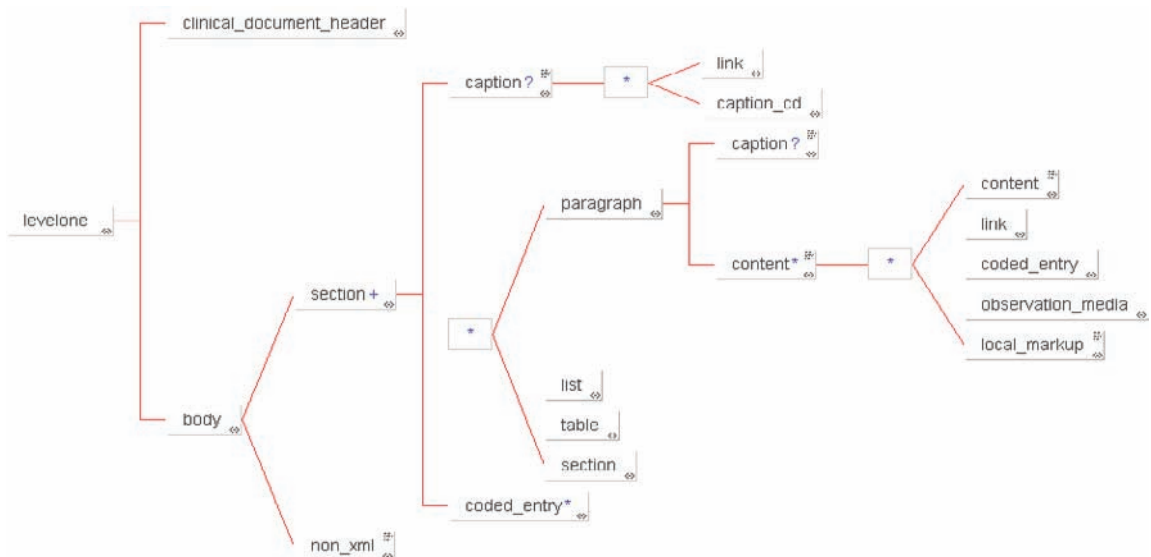 clinical_document_header
caption?
*
link
caption_cd
caption?
levelone
paragraph
content
link
content*
*
coded_entry
section+
observation_media
*
local_markup
list
body
table
section
coded_entry*
non_xml